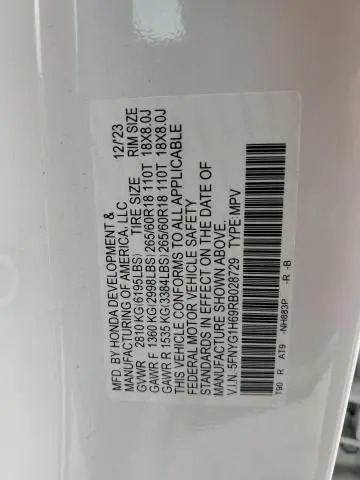 MFD. BY HONDA DEVELOPMENT &
MANUFACTURING OF AMERICA, LLC 12/'23
GVWR 2810 KG(6195LBS) TIRE SIZE RIM SIZE
GAWR F 1360 KG(2998LBS) 265/60R18 110T 18X8.0J
GAWR R 1535 KG(3384LBS) 265/60R18 110T 18X8.0J
THIS VEHICLE CONFORMS TO ALL APPLICABLE
FEDERAL MOTOR VEHICLE SAFETY
STANDARDS IN EFFECT ON THE DATE OF
MANUFACTURE SHOWN ABOVE.
V.I.N.:5FNYG1H69RB028729 TYPE:MPV
T90 R AT9 -NH883P -R -B